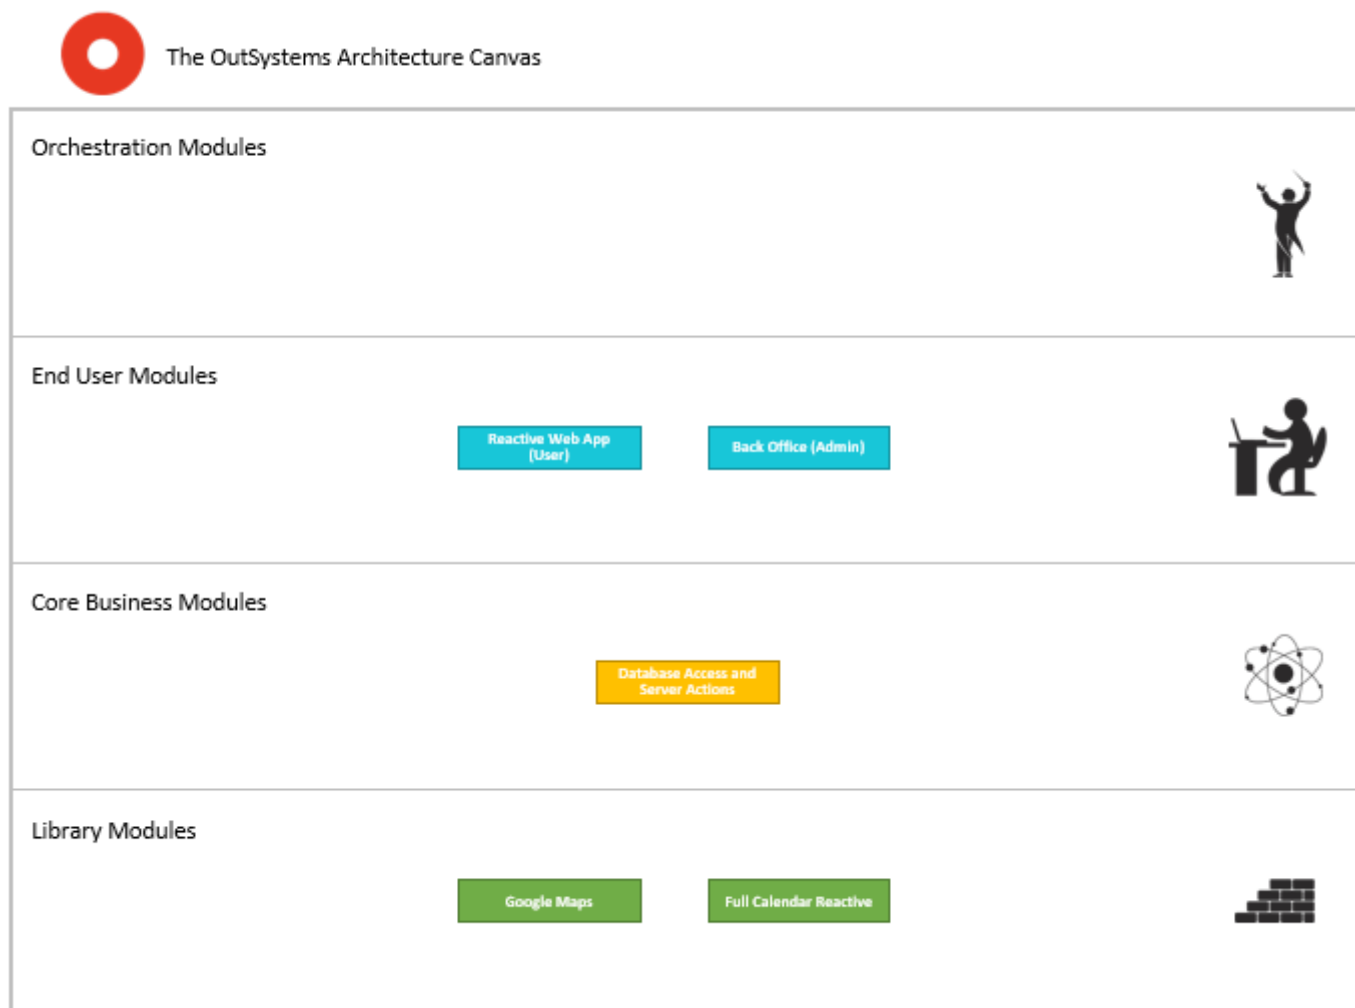 The OutSystems Architecture Canvas
Orchestration Modules
End User Modules
Reactive Web App
(User)
Back Office (Admin)
Core Business Modules
Database Access and
Server Actions
Library Modules
Google Maps
Full Calendar Reactive